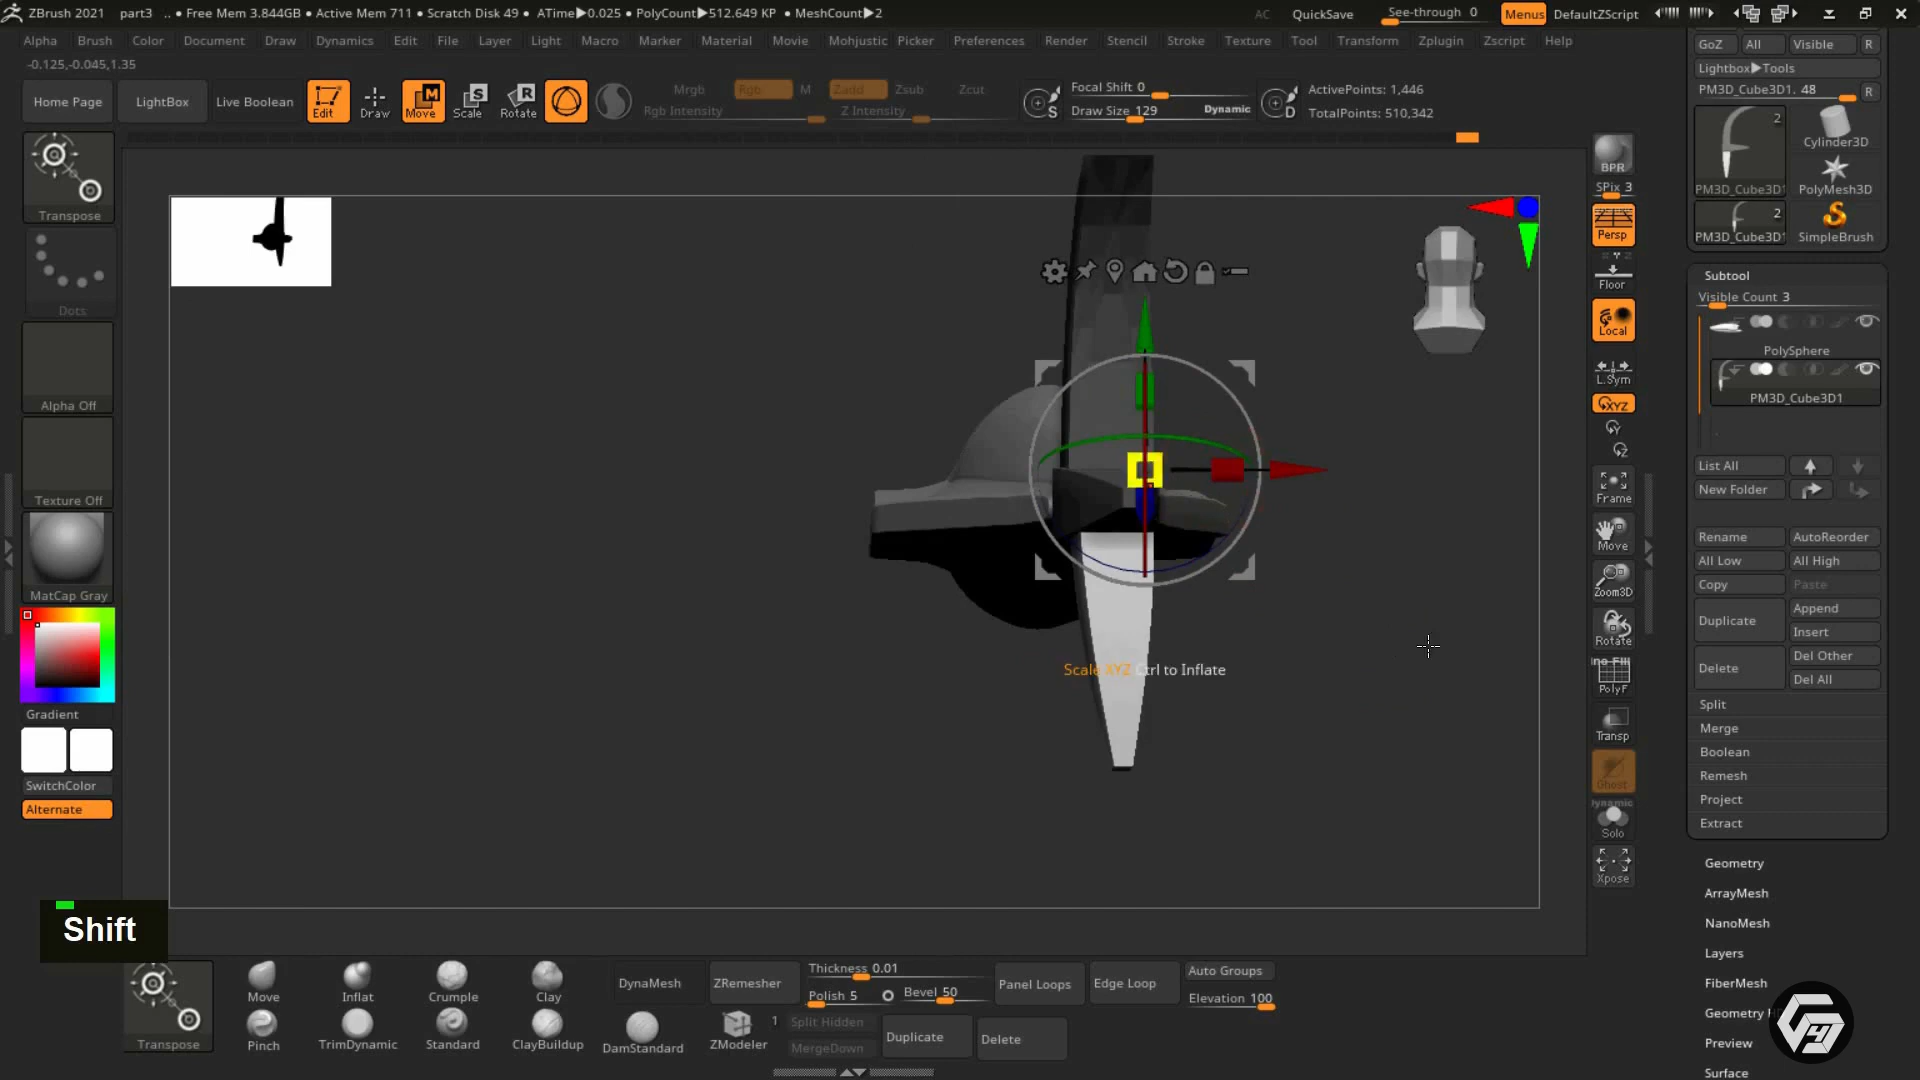 ZBrush 2021 part3 .. • Free Mem 3.844GB • Active Mem 711 • Scratch Disk 49 • ATime▶0.025 • PolyCount▶512.649 KP • MeshCount▶2
AC QuickSave See-through 0 Menus DefaultZScript
Alpha Brush Color Document Draw Dynamics Edit File Layer Light Macro Marker Material Movie Mohjustic Picker Preferences Render Stencil Stroke Texture Tool Transform Zplugin Zscript Help
-0.125,-0.045,1.35
Home Page LightBox Live Boolean Edit Draw Move Scale Rotate
Mrgb Rgb M Zadd Zsub Zcut
Rgb Intensity Z Intensity
Focal Shift 0
Draw Size 129 Dynamic
ActivePoints: 1,446
TotalPoints: 510,342
Transpose
Dots
Alpha Off
Texture Off
MatCap Gray
Gradient
SwitchColor
Alternate
Shift
Scale XYZ Ctrl to Inflate
BPR
SPix 3
Persp
Floor
Local
L.Sym
XYZ
Frame
Move
Zoom3D
Rotate
PolyF
Transp
Ghost
Dynamic
Solo
Xpose
GoZ All Visible R
Lightbox▶Tools
PM3D_Cube3D1. 48 R
2
Cylinder3D
PM3D_Cube3D1 PolyMesh3D
2
PM3D_Cube3D1 SimpleBrush
Subtool
Visible Count 3
PolySphere
PM3D_Cube3D1
List All
New Folder
Rename AutoReorder
All Low All High
Copy Paste
Duplicate Append
Insert
Delete Del Other
Del All
Split
Merge
Boolean
Remesh
Project
Extract
Geometry
ArrayMesh
NanoMesh
Layers
FiberMesh
Geometry
Preview
Surface
Transpose
Move Inflat Crumple Clay
Pinch TrimDynamic Standard ClayBuildup DamStandard ZModeler 1
DynaMesh ZRemesher
Thickness 0.01
Polish 5 Bevel 50
Panel Loops Edge Loop
Auto Groups
Elevation 100
Split Hidden
MergeDown
Duplicate Delete